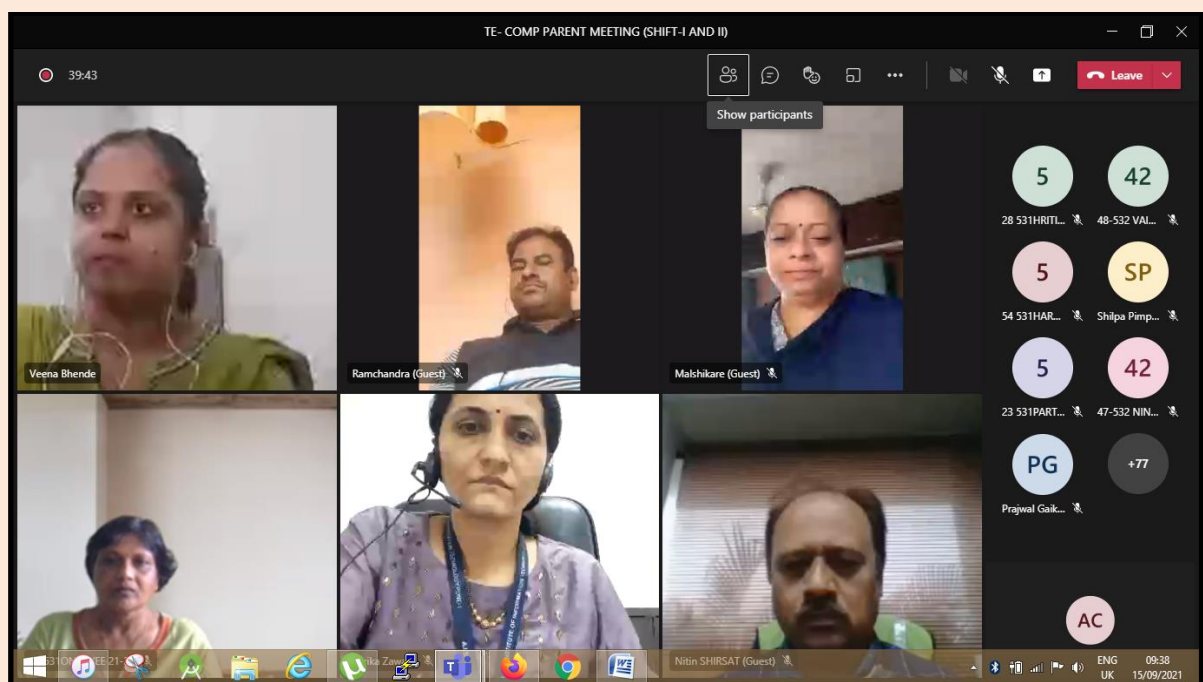 TE- COMP PARENT MEETING (SHIFT-I AND II)
39:43
Leave
Show participants
Veena Bhende
Ramchandra (Guest)
Malshikare (Guest)
5
42
28 531HRITI...
48-532 VAI...
5
SP
54 531HAR...
Shilpa Pimp...
5
42
23 531PART...
47-532 NIN...
PG
+77
Prajwal Gaik...
AC
Nitin SHIRSAT (Guest)
ENG
UK
09:38
15/09/2021